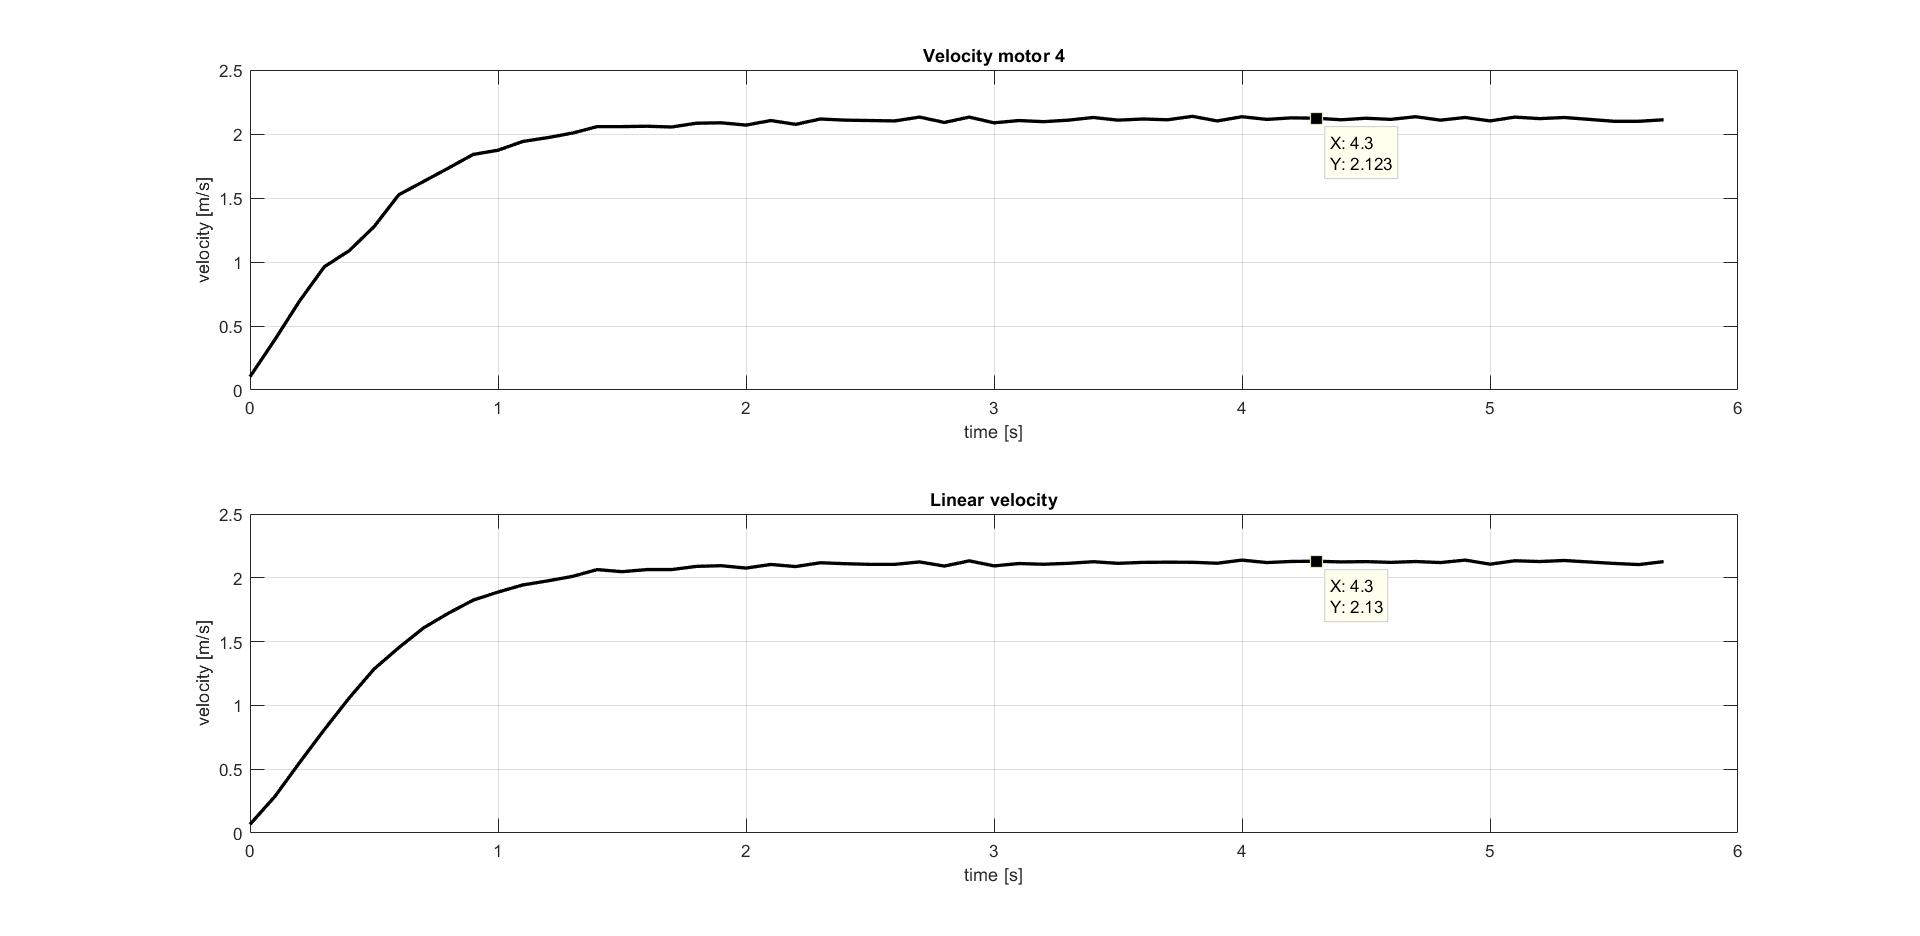 Velocity motor 4
2.5
2
1.5
1
0.5
0
velocity [m/s]
X: 4.3
Y: 2.123
0 1 2 3 4 5 6
time [s]
Linear velocity
2.5
2
1.5
1
0.5
0
velocity [m/s]
X: 4.3
Y: 2.13
0 1 2 3 4 5 6
time [s]